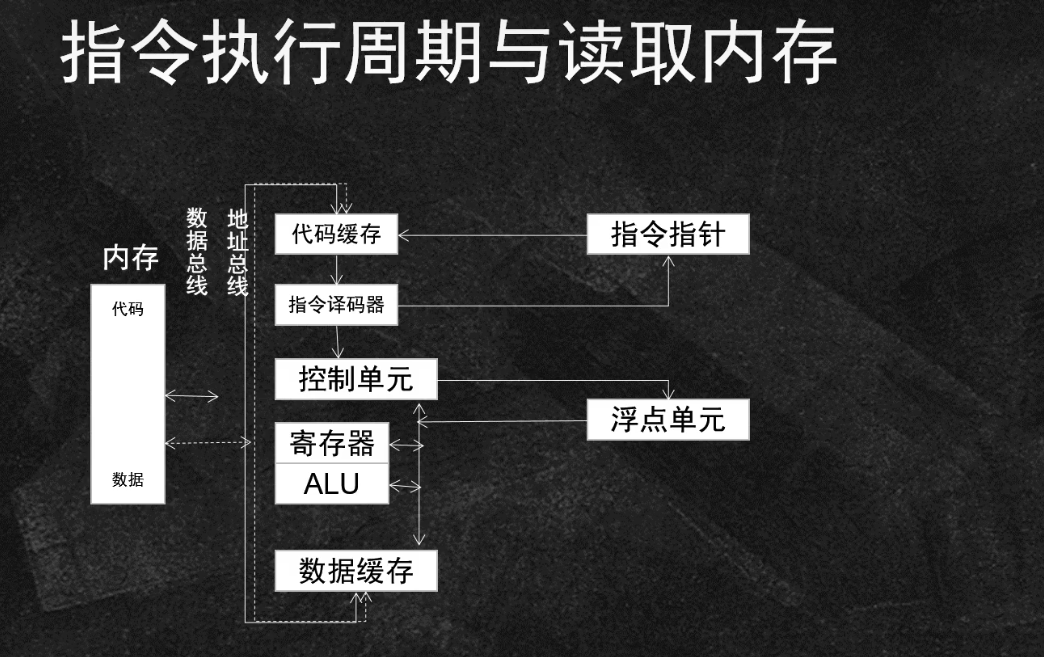 指令执行周期与读取内存
内存
数据总线
地址总线
代码
数据
代码缓存
指令指针
指令译码器
控制单元
浮点单元
寄存器
ALU
数据缓存